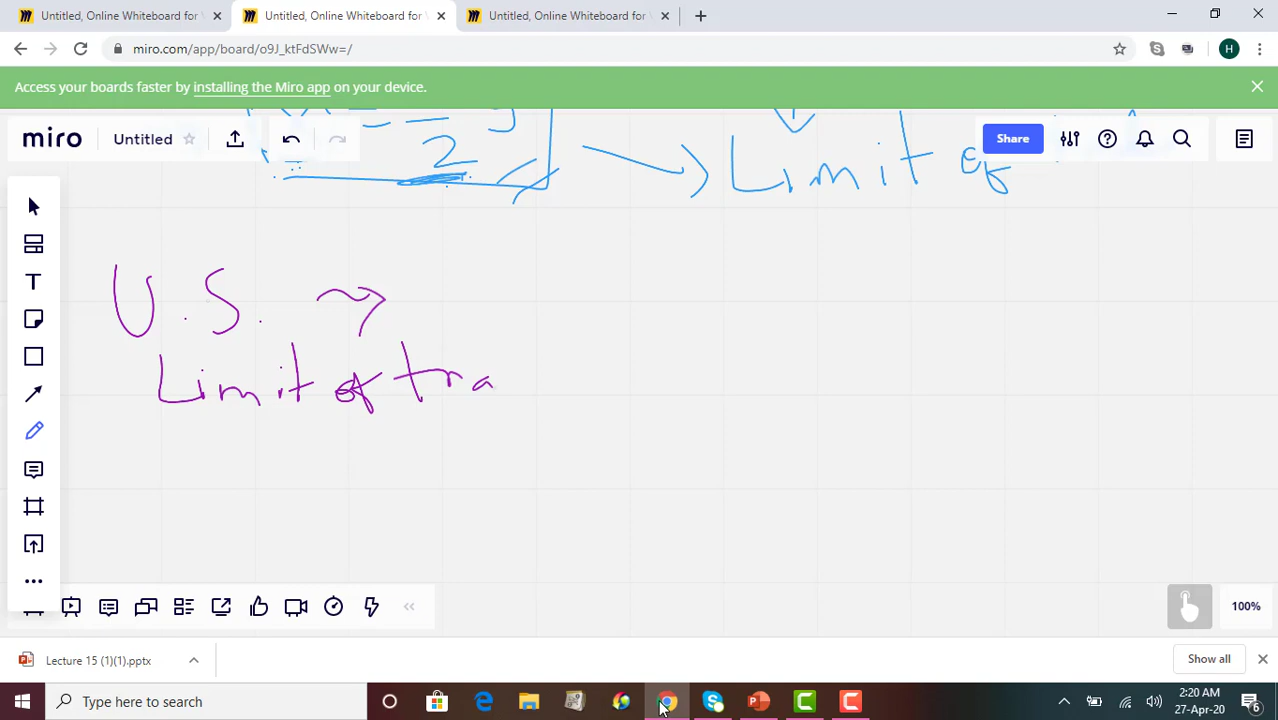 Untitled, Online Whiteboard for V
Untitled, Online Whiteboard for V
Untitled, Online Whiteboard for V
miro.com/app/board/o9J_ktFdSWw=/
H
Access your boards faster by installing the Miro app on your device.
miro Untitled
Share
2
Limit of
T
U.S.
Limit of tra
100%
Lecture 15 (1)(1).pptx
Show all
Type here to search
2:20 AM
27-Apr-20
6